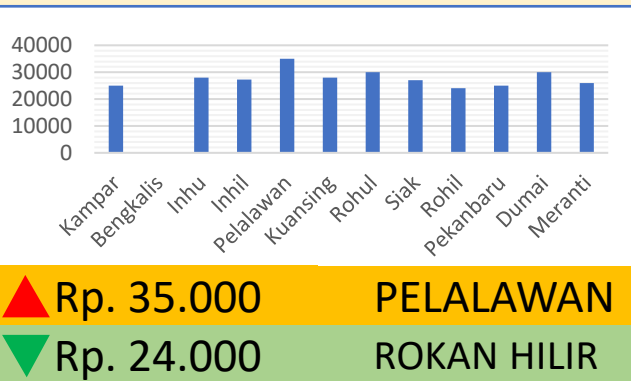 40000
30000
20000
10000
0
Kampar
Bengkalis
Inhu
Inhil
Pelalawan
Kuansing
Rohul
Siak
Rohil
Pekanbaru
Dumai
Meranti
Rp. 35.000 PELALAWAN
Rp. 24.000 ROKAN HILIR